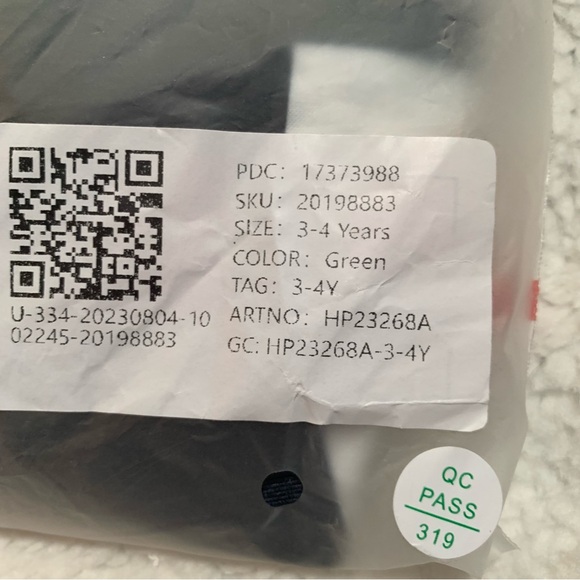 PDC: 17373988
SKU: 20198883
SIZE: 3-4 Years
COLOR: Green
TAG: 3-4Y
ARTNO: HP23268A
GC: HP23268A-3-4Y
U-334-20230804-10
02245-20198883
QC
PASS
319